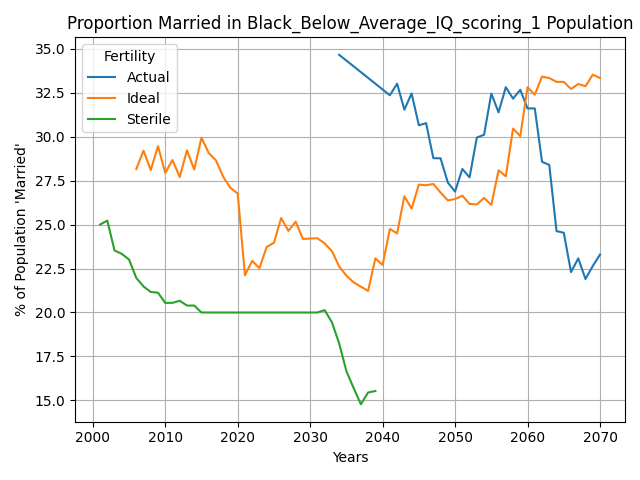 Proportion Married in Black_Below_Average_IQ_scoring_1 Population
% of Population 'Married'
35.0
32.5
30.0
27.5
25.0
22.5
20.0
17.5
15.0
Fertility
Actual
Ideal
Sterile
2000 2010 2020 2030 2040 2050 2060 2070
Years